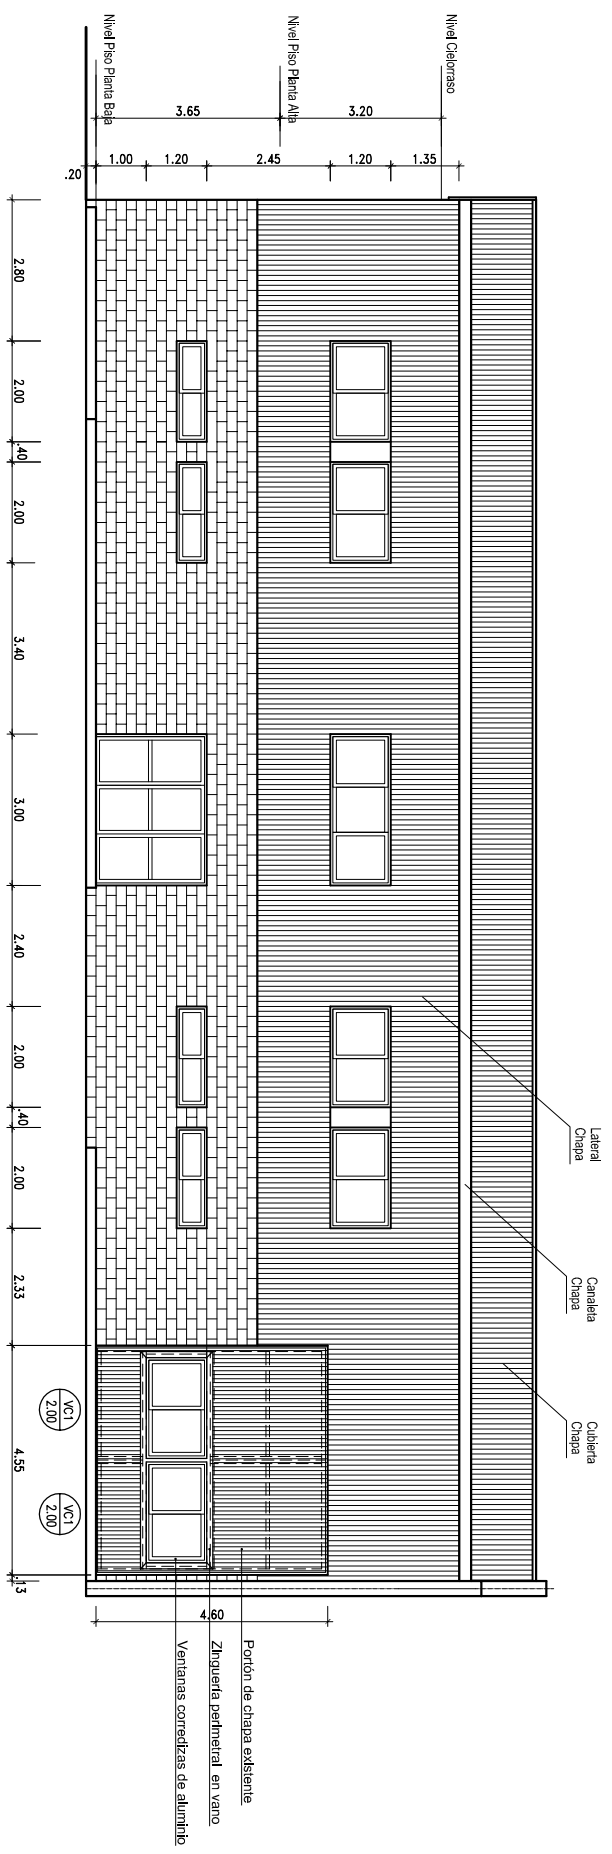 Nivel Cielorraso
Nivel Piso Planta Alta
Nivel Piso Planta Baja
3.20
3.65
1.35
1.20
2.45
1.20
1.00
.20
Lateral
Chapa
Canaleta
Chapa
Cubierta
Chapa
2.80
2.00
.40
2.00
3.40
3.00
2.40
2.00
.40
2.00
2.33
4.55
.13
VC1
2.00
VC1
2.00
4.60
Portón de chapa existente
Zinguería perimetral en vano
Ventanas corredizas de aluminio